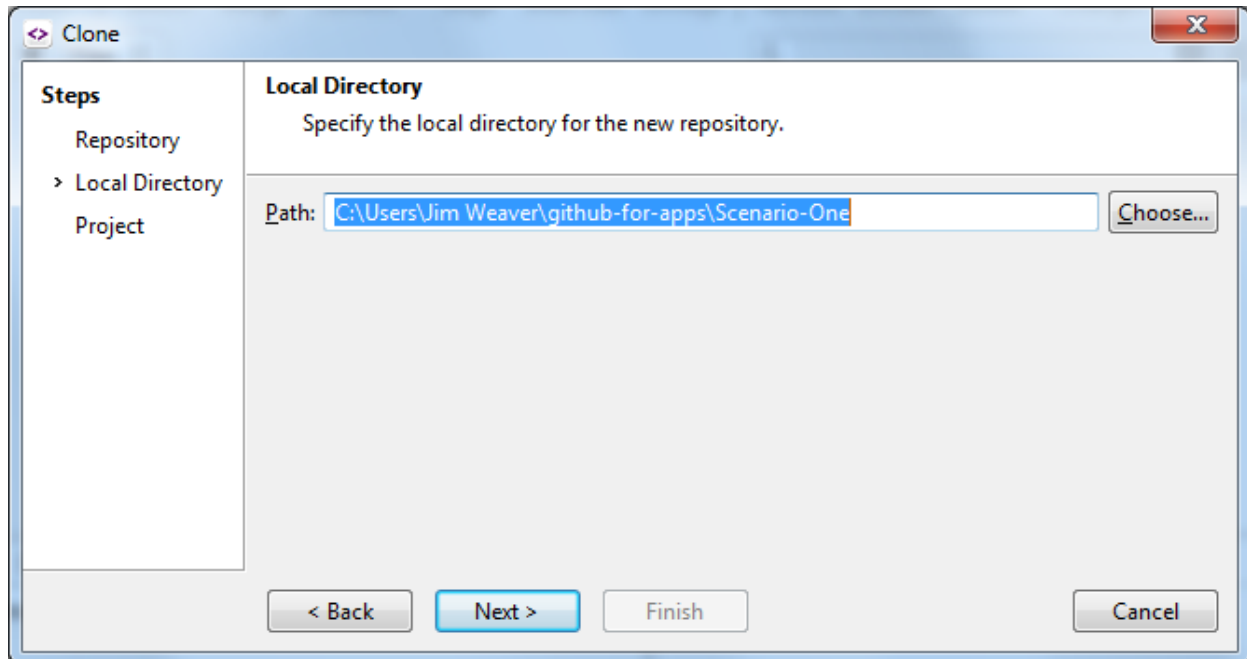 Clone
Steps
Repository
Local Directory
Project
Local Directory
Specify the local directory for the new repository.
Path: C:\Users\Jim Weaver\github-for-apps\Scenario-One Choose...
< Back Next > Finish Cancel